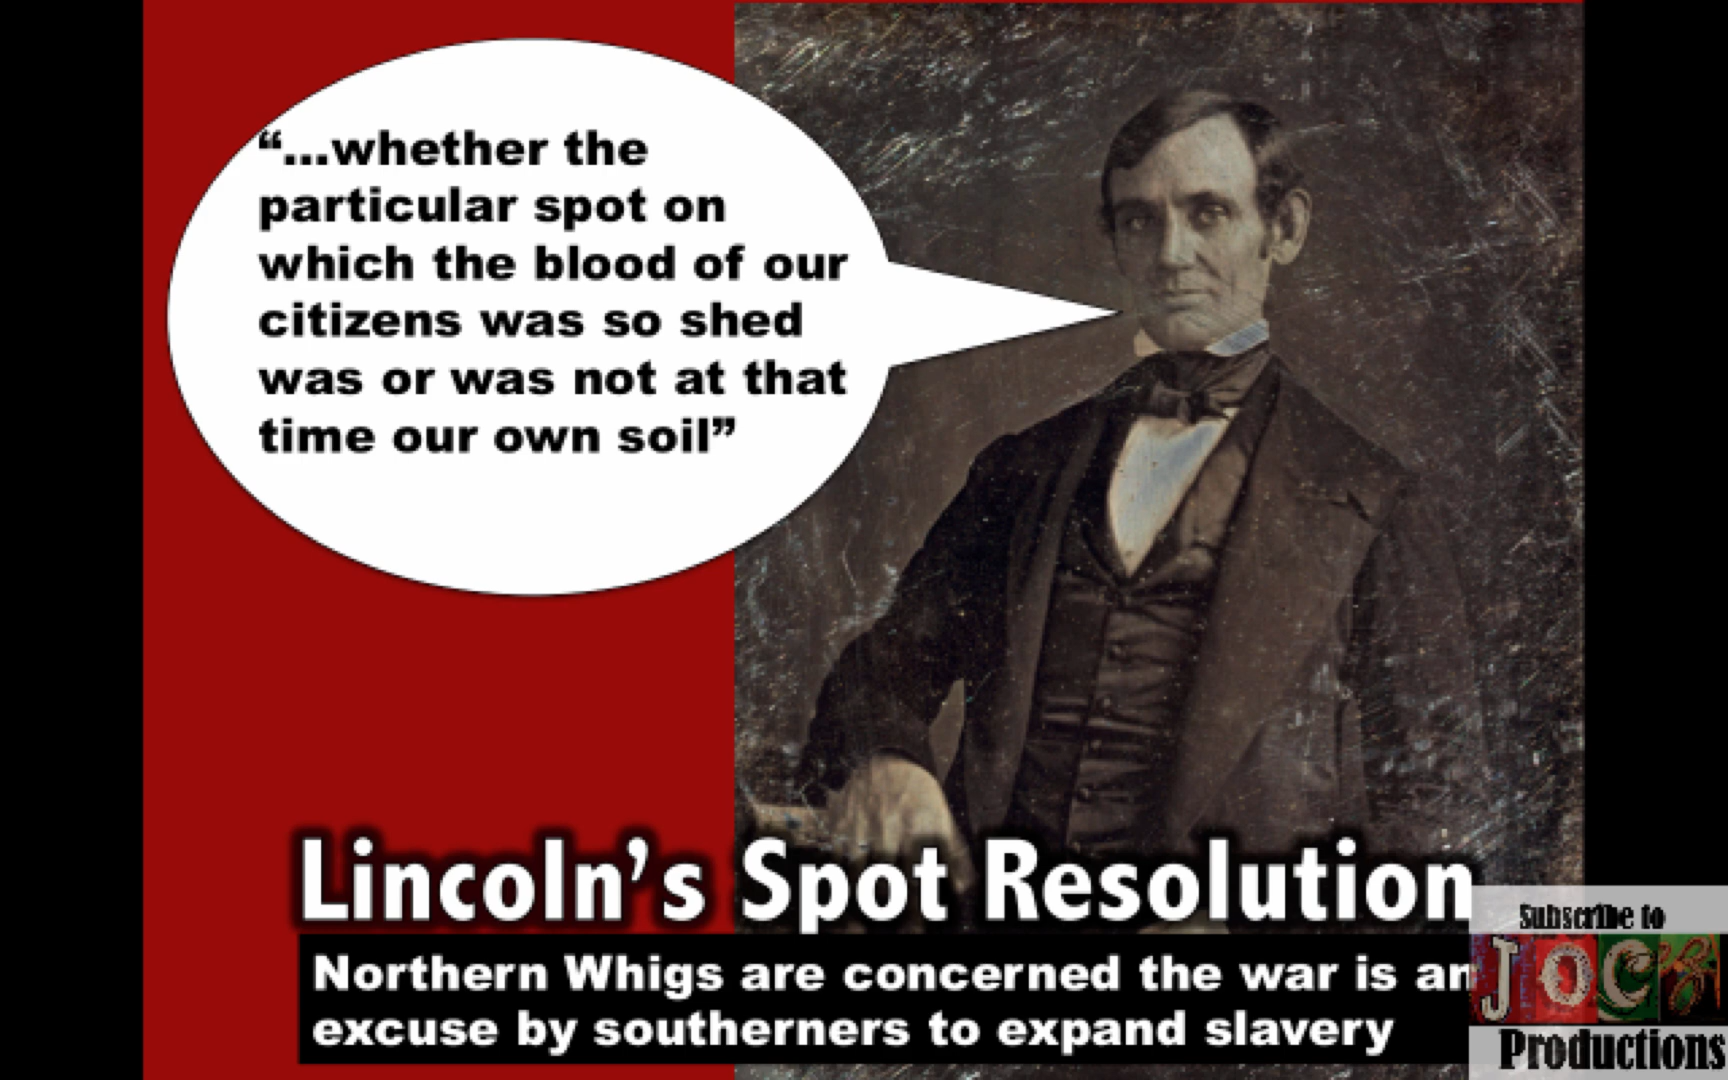 “...whether the
particular spot on
which the blood of our
citizens was so shed
was or was not at that
time our own soil”
Lincoln’s Spot Resolution
Northern Whigs are concerned the war is an
excuse by southerners to expand slavery
Subscribe to
JOCZ
Productions